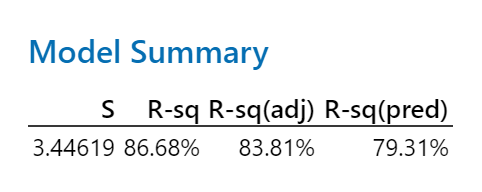 Model Summary
S R-sq R-sq(adj) R-sq(pred)
3.44619 86.68% 83.81% 79.31%